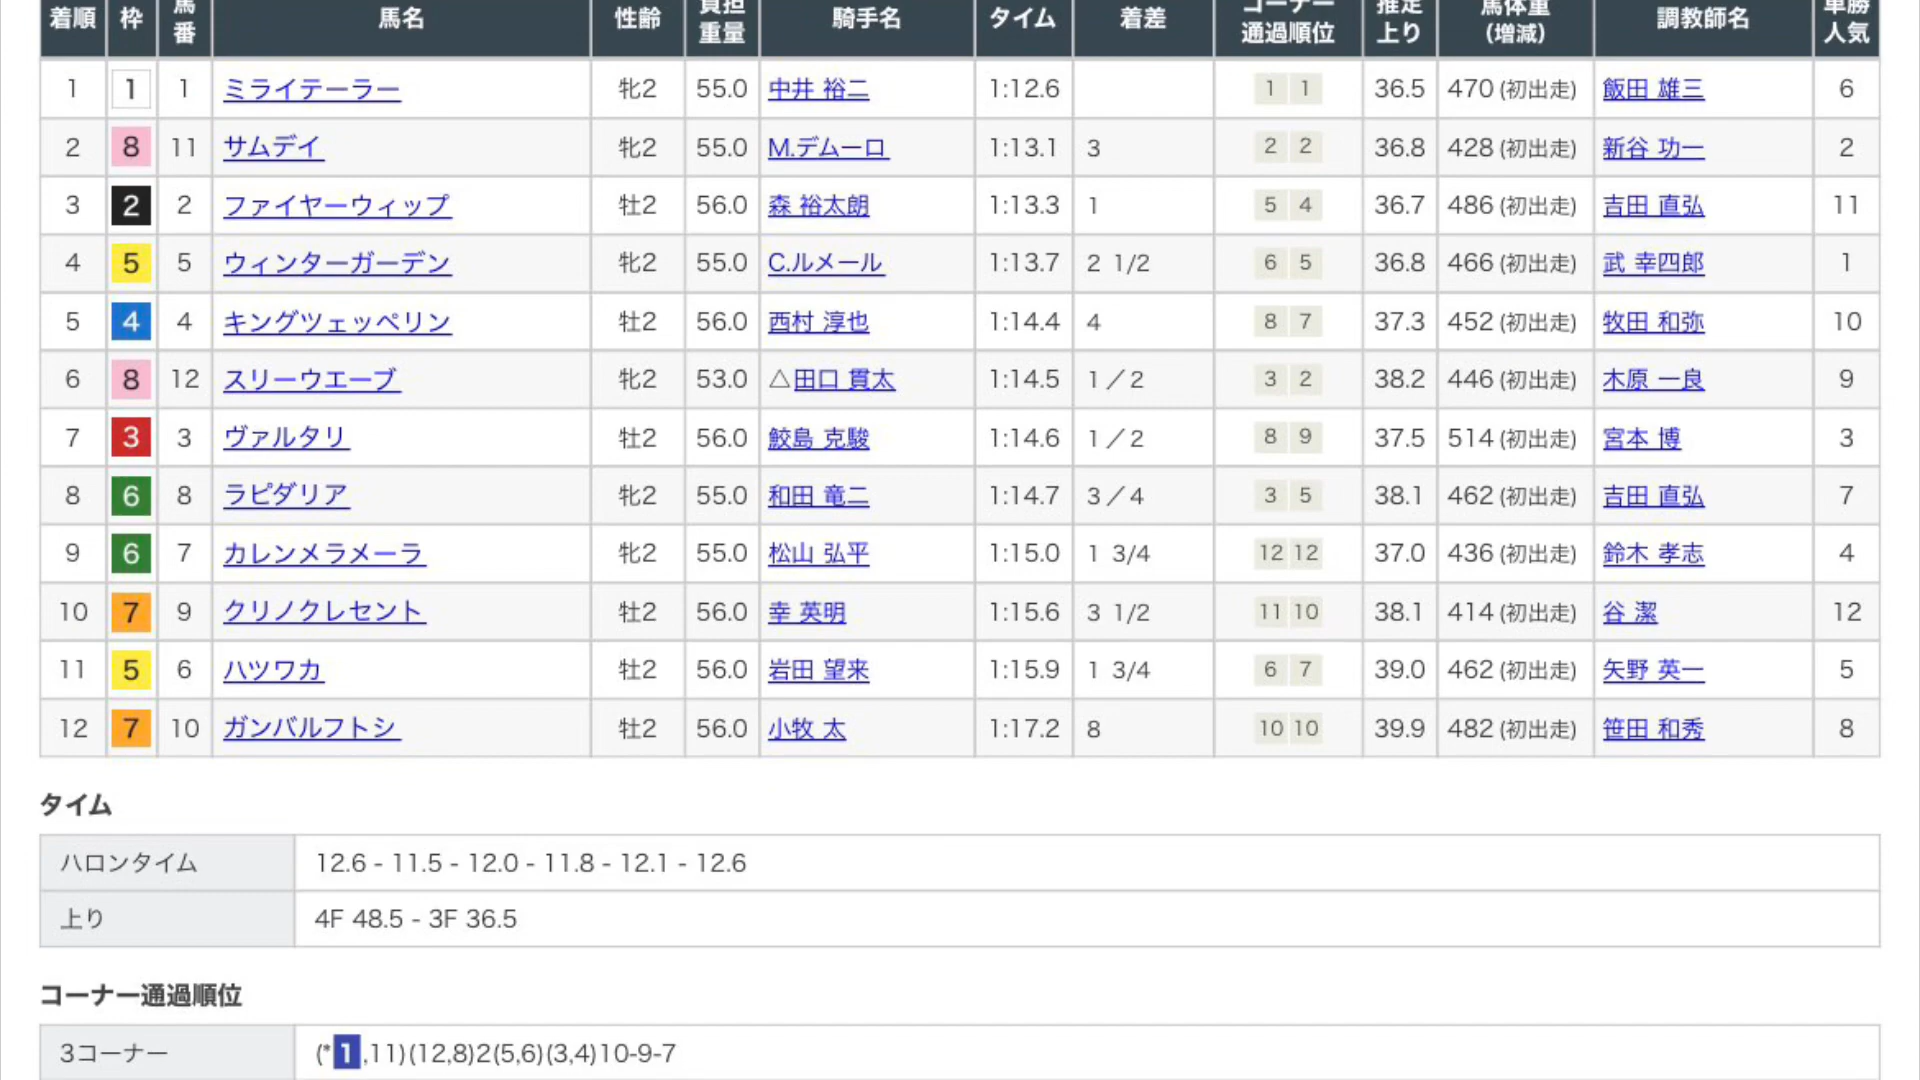 着順 枠 馬番 馬名 性齢 負担重量 騎手名 タイム 着差 コーナー通過順位 推定上り 馬体重(増減) 調教師名 単勝人気
1 1 1 ミライテーラー 牝2 55.0 中井 裕二 1:12.6 1 1 36.5 470 (初出走) 飯田 雄三 6
2 8 11 サムデイ 牝2 55.0 M.デムーロ 1:13.1 3 2 2 36.8 428 (初出走) 新谷 功一 2
3 2 2 ファイヤーウィップ 牡2 56.0 森 裕太朗 1:13.3 1 5 4 36.7 486 (初出走) 吉田 直弘 11
4 5 5 ウィンターガーデン 牝2 55.0 C.ルメール 1:13.7 2 1/2 6 5 36.8 466 (初出走) 武 幸四郎 1
5 4 4 キングツェッペリン 牡2 56.0 西村 淳也 1:14.4 4 8 7 37.3 452 (初出走) 牧田 和弥 10
6 8 12 スリーウエーブ 牝2 53.0 △田口 貫太 1:14.5 1/2 3 2 38.2 446 (初出走) 木原 一良 9
7 3 3 ヴァルタリ 牡2 56.0 鮫島 克駿 1:14.6 1/2 8 9 37.5 514 (初出走) 宮本 博 3
8 6 8 ラピダリア 牝2 55.0 和田 竜二 1:14.7 3/4 3 5 38.1 462 (初出走) 吉田 直弘 7
9 6 7 カレンメラメーラ 牝2 55.0 松山 弘平 1:15.0 1 3/4 12 12 37.0 436 (初出走) 鈴木 孝志 4
10 7 9 クリノクレセント 牡2 56.0 幸 英明 1:15.6 3 1/2 11 10 38.1 414 (初出走) 谷 潔 12
11 5 6 ハツワカ 牡2 56.0 岩田 望来 1:15.9 1 3/4 6 7 39.0 462 (初出走) 矢野 英一 5
12 7 10 ガンバルフトシ 牡2 56.0 小牧 太 1:17.2 8 10 10 39.9 482 (初出走) 笹田 和秀 8
タイム
ハロンタイム 12.6 - 11.5 - 12.0 - 11.8 - 12.1 - 12.6
上り 4F 48.5 - 3F 36.5
コーナー通過順位
3コーナー (*1,11)(12,8)2(5,6)(3,4)10-9-7